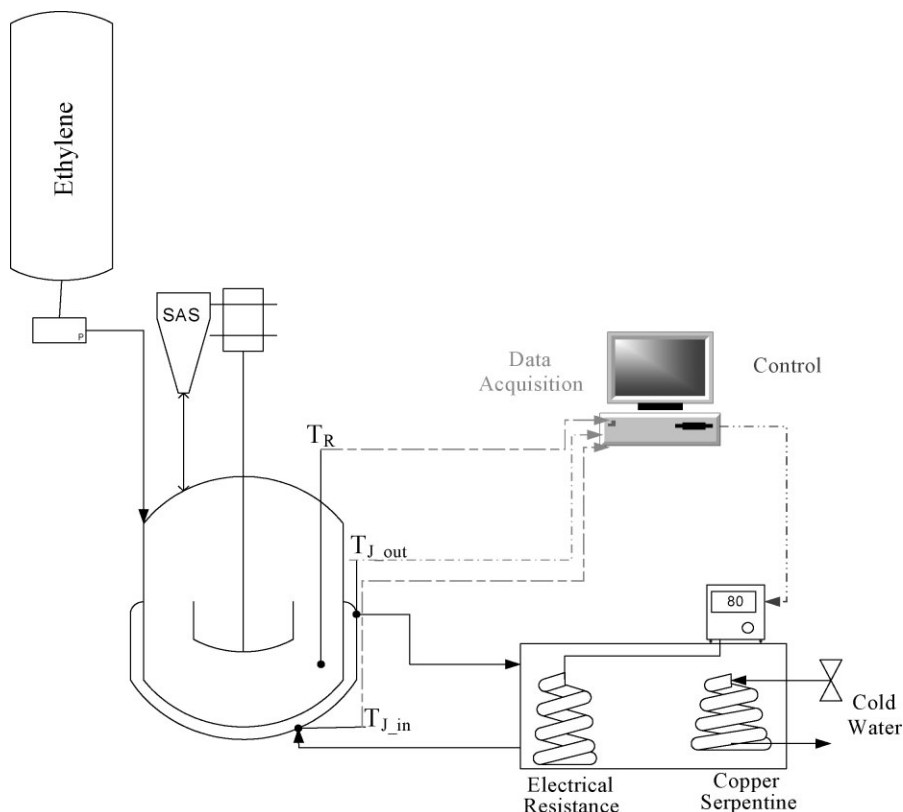 Ethylene
P
SAS
Data
Acquisition
Control
T_R
T_J_out
80
T_J_in
Cold
Water
Electrical
Resistance
Copper
Serpentine